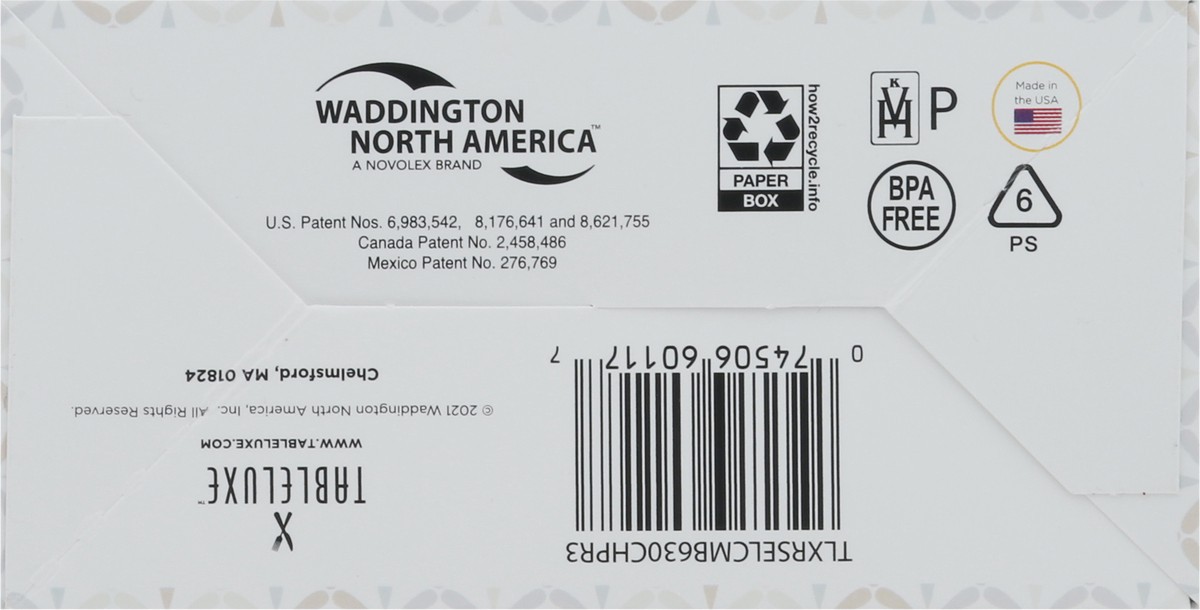 WADDINGTON
NORTH AMERICA™
A NOVOLEX BRAND
U.S. Patent Nos. 6,983,542, 8,176,641 and 8,621,755
Canada Patent No. 2,458,486
Mexico Patent No. 276,769
PAPER
BOX
how2recycle.info
K
VH
M
P
Made in
the USA
BPA
FREE
6
PS
TLXRSELCMB630CHPR3
0 74506 60117 7
TABLELUXE™
WWW.TABLELUXE.COM
© 2021 Waddington North America, Inc. All Rights Reserved.
Chelmsford, MA 01824